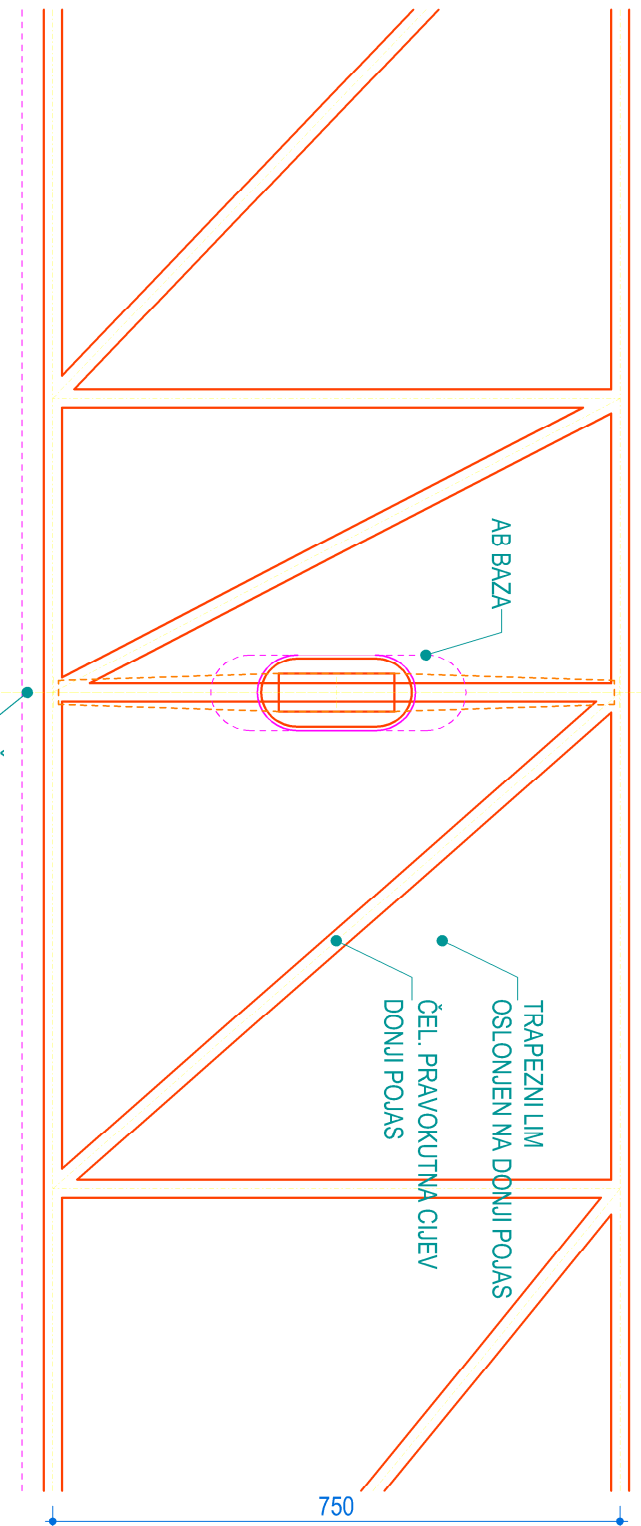 AB BAZA
TRAPEZNI LIM
OSLONJEN NA DONJI POJAS
ČEL. PRAVOKUTNA CIJEV
DONJI POJAS
750